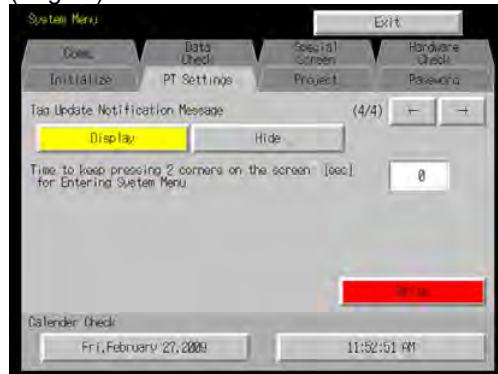 System Menu
Exit
Comm.
Data
Check
Special
Screen
Hardware
Check
Initialize
PT Settings
Project
Password
Tag Update Notification Message
(4/4)
←
→
Display
Hide
Time to keep pressing 2 corners on the screen [sec]
for Entering System Menu
0
Write
Calender Check
Fri,February 27,2009
11:52:51 AM